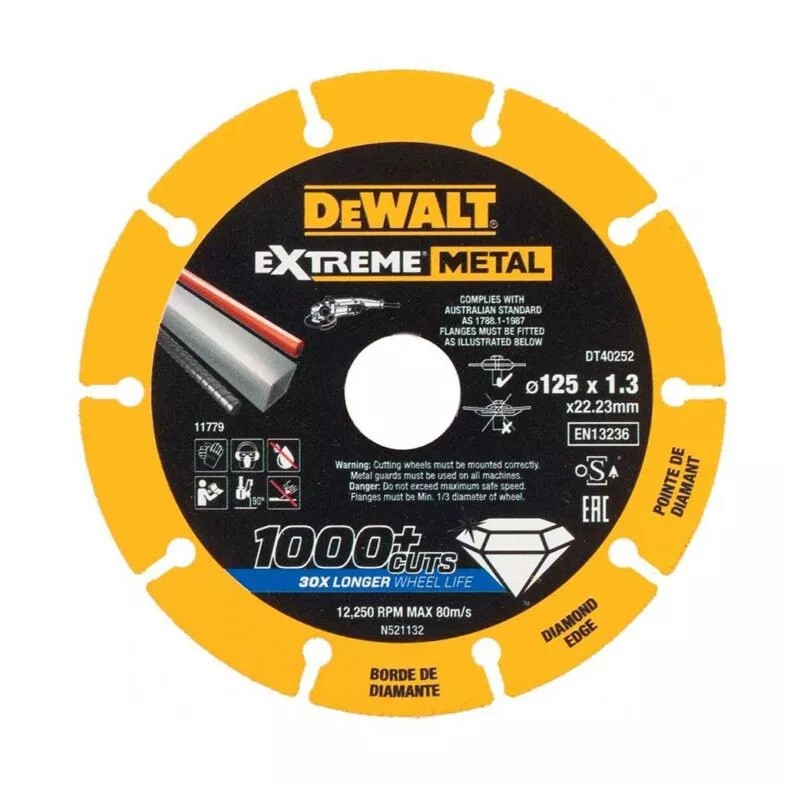 DEWALT®
EXTREME METAL
COMPLIES WITH
AUSTRALIAN STANDARD
AS 1788.1-1987
FLANGES MUST BE FITTED
AS ILLUSTRATED BELOW
DT40252
ø125 x 1.3
x22.23mm
EN13236
11779
90°
oS▲
EAC
Warning: Cutting wheels must be mounted correctly.
Metal guards must be used on all machines.
Danger: Do not exceed maximum safe speed.
Flanges must be Min. 1/3 diameter of wheel.
1000+
CUTS
30X LONGER WHEEL LIFE
™
12,250 RPM MAX 80m/s
N521132
POINTE DE
DIAMANT
DIAMOND
EDGE
BORDE DE
DIAMANTE